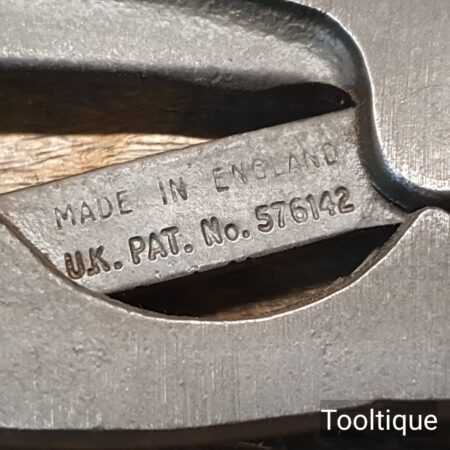 MADE IN ENGLAND
U.K. PAT. No. 576142
Tooltique